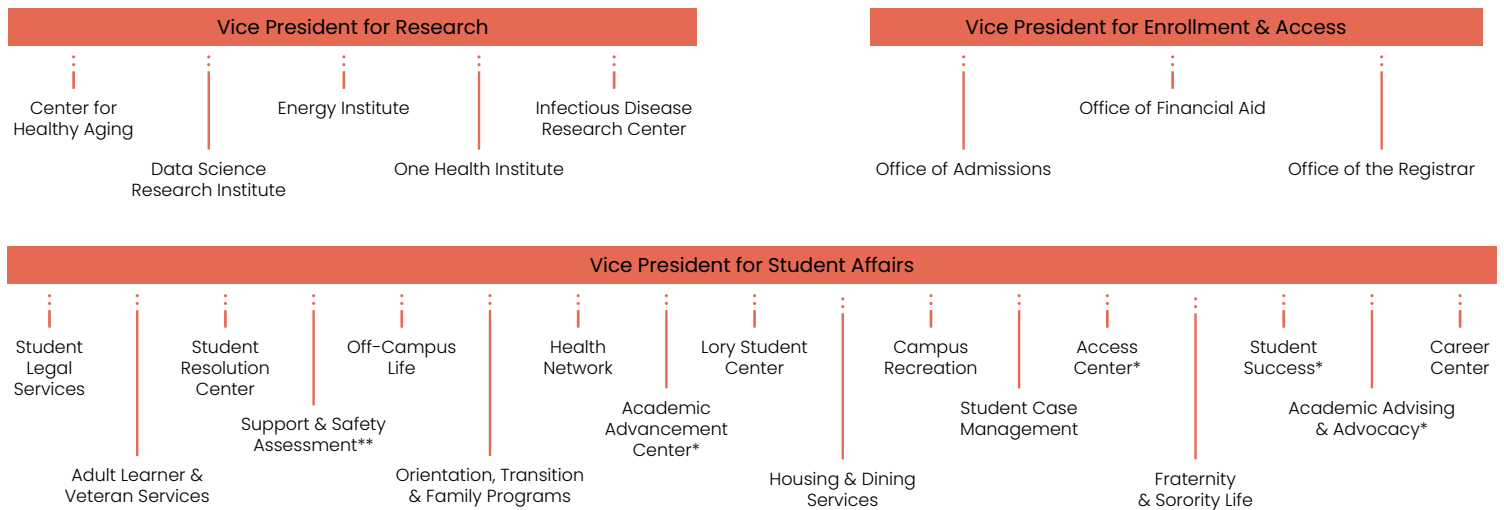 Vice President for Research
Center for
Healthy Aging
Data Science
Research Institute
Energy Institute
One Health Institute
Infectious Disease
Research Center
Vice President for Enrollment & Access
Office of Admissions
Office of Financial Aid
Office of the Registrar
Vice President for Student Affairs
Student
Legal
Services
Adult Learner &
Veteran Services
Student
Resolution
Center
Support & Safety
Assessment**
Off-Campus
Life
Orientation, Transition
& Family Programs
Health
Network
Academic
Advancement
Center*
Lory Student
Center
Housing & Dining
Services
Campus
Recreation
Student Case
Management
Access
Center*
Fraternity
& Sorority Life
Student
Success*
Academic Advising
& Advocacy*
Career
Center